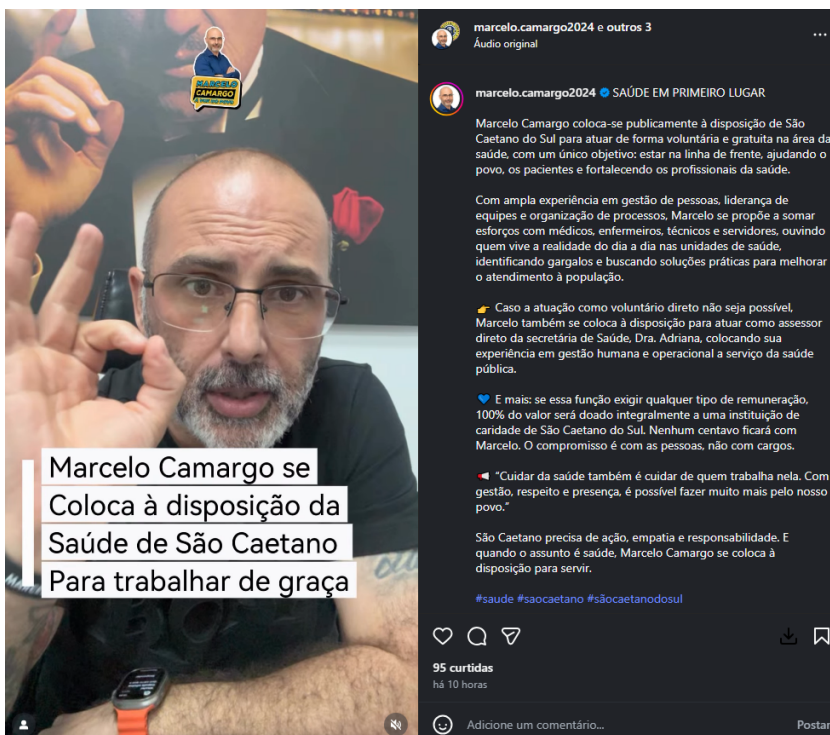 MARCELO
CAMARGO
A VOZ DO POVO
Marcelo Camargo se
Coloca à disposição da
Saúde de São Caetano
Para trabalhar de graça
marcelo.camargo2024 e outros 3
Áudio original
marcelo.camargo2024 SAÚDE EM PRIMEIRO LUGAR
Marcelo Camargo coloca-se publicamente à disposição de São
Caetano do Sul para atuar de forma voluntária e gratuita na área da
saúde, com um único objetivo: estar na linha de frente, ajudando o
povo, os pacientes e fortalecendo os profissionais da saúde.
Com ampla experiência em gestão de pessoas, liderança de
equipes e organização de processos, Marcelo se propõe a somar
esforços com médicos, enfermeiros, técnicos e servidores, ouvindo
quem vive a realidade do dia a dia nas unidades de saúde,
identificando gargalos e buscando soluções práticas para melhorar
o atendimento à população.
👉 Caso a atuação como voluntário direto não seja possível,
Marcelo também se coloca à disposição para atuar como assessor
direto da secretária de Saúde, Dra. Adriana, colocando sua
experiência em gestão humana e operacional a serviço da saúde
pública.
💙 E mais: se essa função exigir qualquer tipo de remuneração,
100% do valor será doado integralmente a uma instituição de
caridade de São Caetano do Sul. Nenhum centavo ficará com
Marcelo. O compromisso é com as pessoas, não com cargos.
📢 “Cuidar da saúde também é cuidar de quem trabalha nela. Com
gestão, respeito e presença, é possível fazer muito mais pelo nosso
povo.”
São Caetano precisa de ação, empatia e responsabilidade. E
quando o assunto é saúde, Marcelo Camargo se coloca à
disposição para servir.
#saude #saocaetano #sãocaetanodosul
95 curtidas
há 10 horas
Adicione um comentário...
Postar